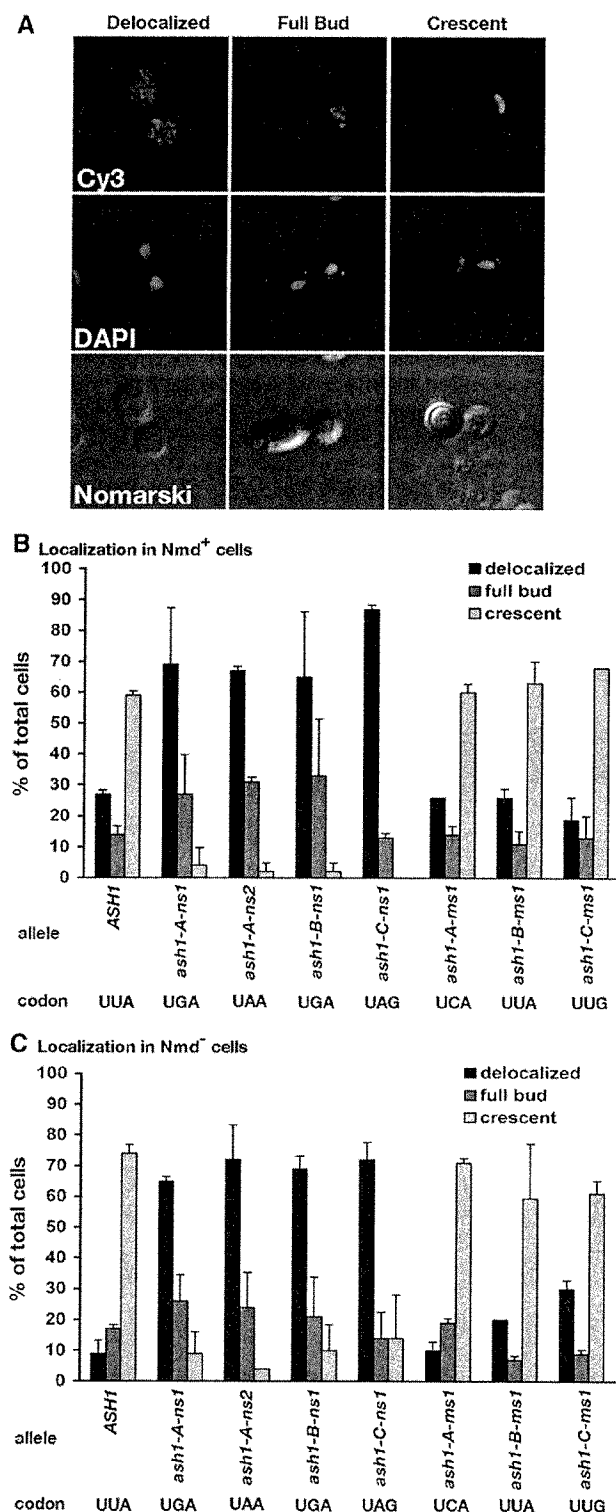 A
Delocalized Full Bud Crescent
Cy3
DAPI
Nomarski
B Localization in Nmd+ cells
100
90
80
70
60
50
40
30
20
10
0
% of total cells
delocalized
full bud
crescent
allele ASH1 ash1-A-ns1 ash1-A-ns2 ash1-B-ns1 ash1-C-ns1 ash1-A-ms1 ash1-B-ms1 ash1-C-ms1
codon UUA UGA UAA UGA UAG UCA UUA UUG
C Localization in Nmd- cells
100
90
80
70
60
50
40
30
20
10
0
% of total cells
delocalized
full bud
crescent
allele ASH1 ash1-A-ns1 ash1-A-ns2 ash1-B-ns1 ash1-C-ns1 ash1-A-ms1 ash1-B-ms1 ash1-C-ms1
codon UUA UGA UAA UGA UAG UCA UUA UUG